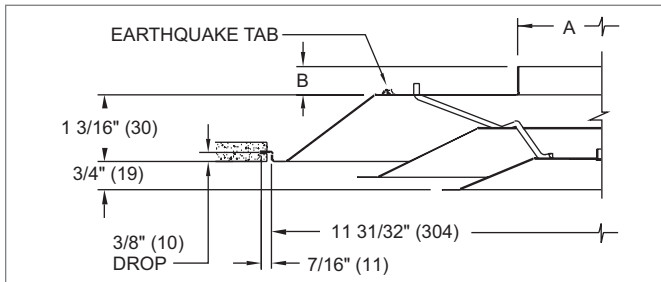 EARTHQUAKE TAB
A
B
1 3/16" (30)
3/4" (19)
3/8" (10)
DROP
11 31/32" (304)
7/16" (11)